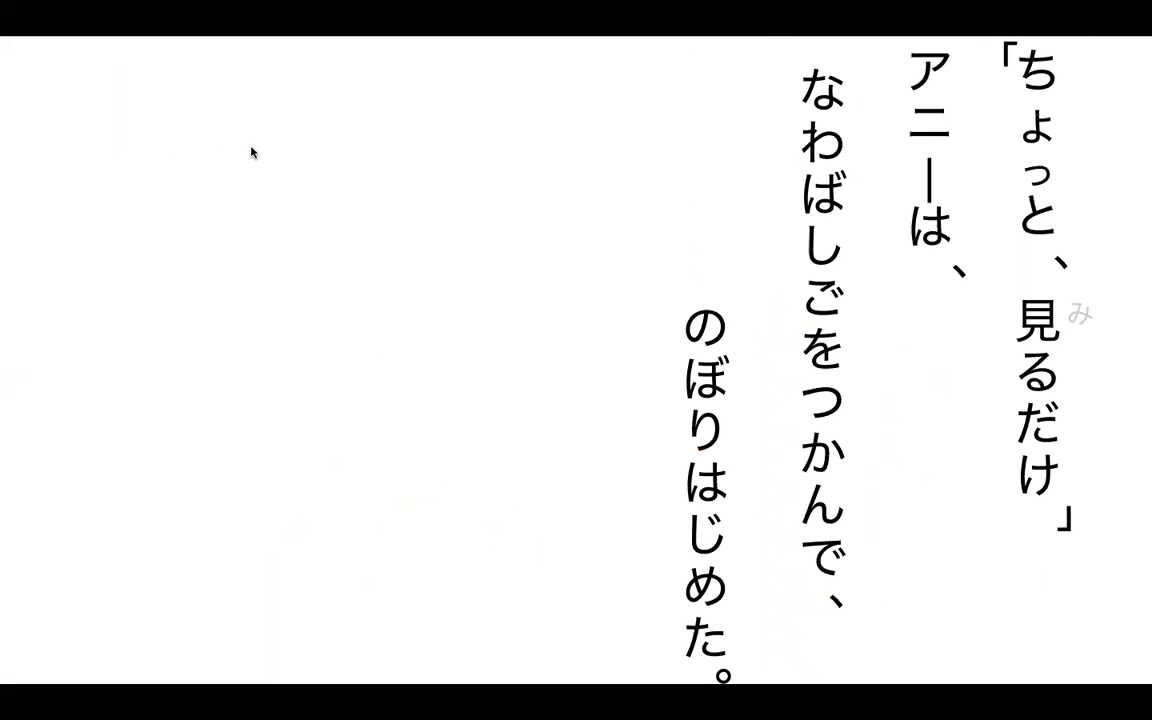 「ちょっと、見るだけ」
み
アニーは、
なわばしごをつかんで、
のぼりはじめた。